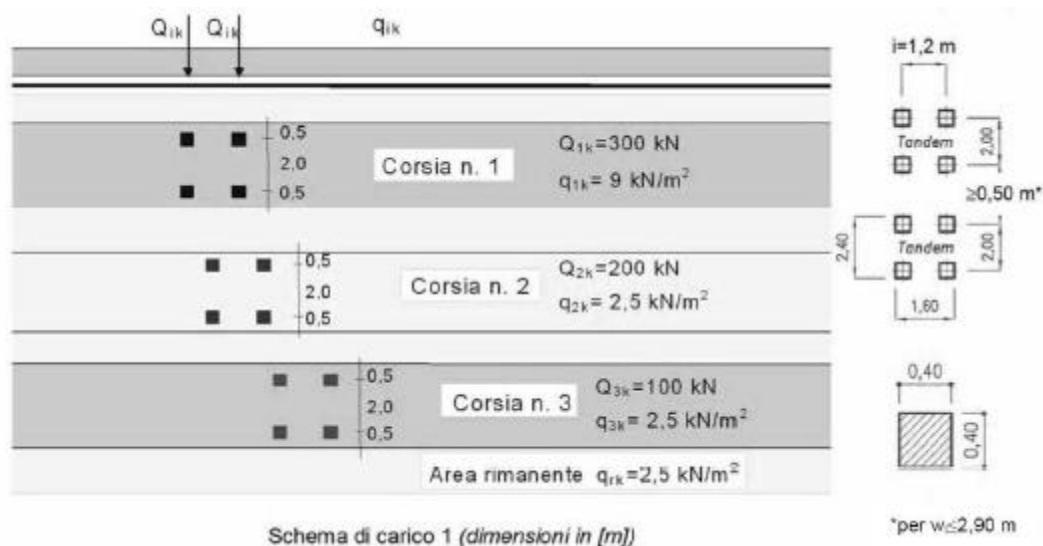 Qik Qik qik
i=1,2 m
Tandem
2,00
≥0,50 m*
Tandem
2,00
2,40
1,60
0,5
2.0
0.5
Corsia n. 1
Q1k=300 kN
q1k= 9 kN/m²
0,5
2.0
0,5
Corsia n. 2
Q2k=200 kN
q2k= 2,5 kN/m²
0,5
2,0
0,5
Corsia n. 3
Q3k=100 kN
q3k= 2,5 kN/m²
0,40
0,40
Area rimanente qrk=2,5 kN/m²
*per w≤2,90 m
Schema di carico 1 (dimensioni in [m])